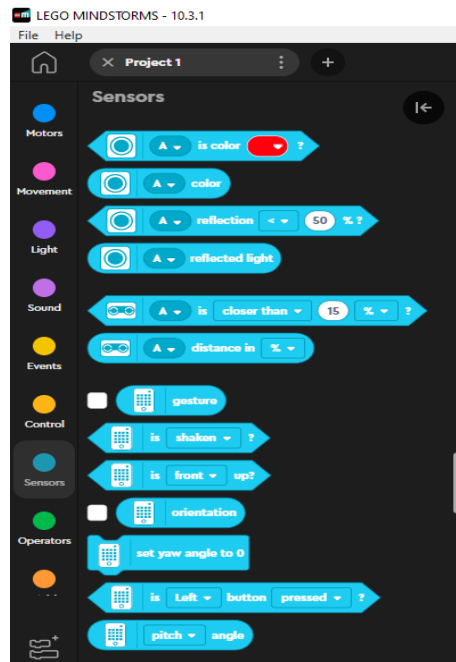 LEGO MINDSTORMS - 10.3.1
File Help
Project 1
Sensors
Motors
Movement
Light
Sound
Events
Control
Sensors
Operators
A is color ?
A color
A reflection < 50 % ?
A reflected light
A is closer than 15 % ?
A distance in %
gesture
is shaken ?
is front up?
orientation
set yaw angle to 0
is Left button pressed ?
pitch angle